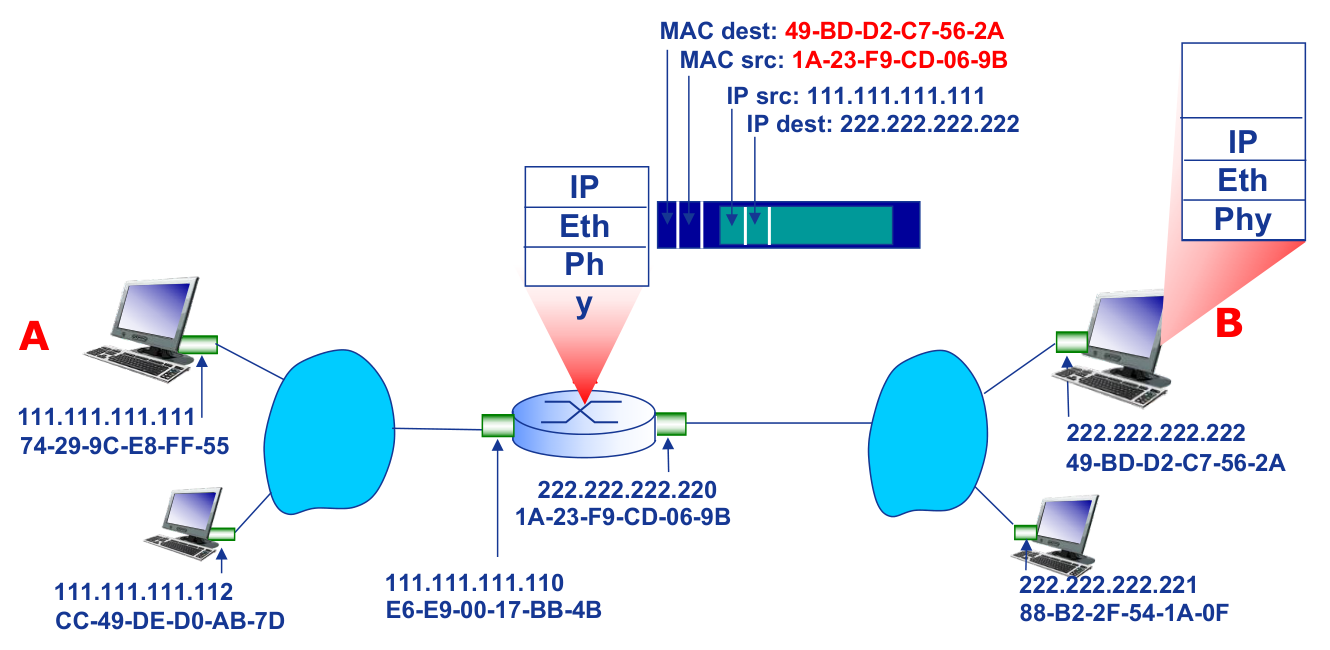 MAC dest: 49-BD-D2-C7-56-2A
MAC src: 1A-23-F9-CD-06-9B
IP src: 111.111.111.111
IP dest: 222.222.222.222
IP
Eth
Phy
IP
Eth
Ph
y
A
B
111.111.111.111
74-29-9C-E8-FF-55
222.222.222.222
49-BD-D2-C7-56-2A
222.222.222.220
1A-23-F9-CD-06-9B
111.111.111.112
CC-49-DE-D0-AB-7D
111.111.111.110
E6-E9-00-17-BB-4B
222.222.222.221
88-B2-2F-54-1A-0F